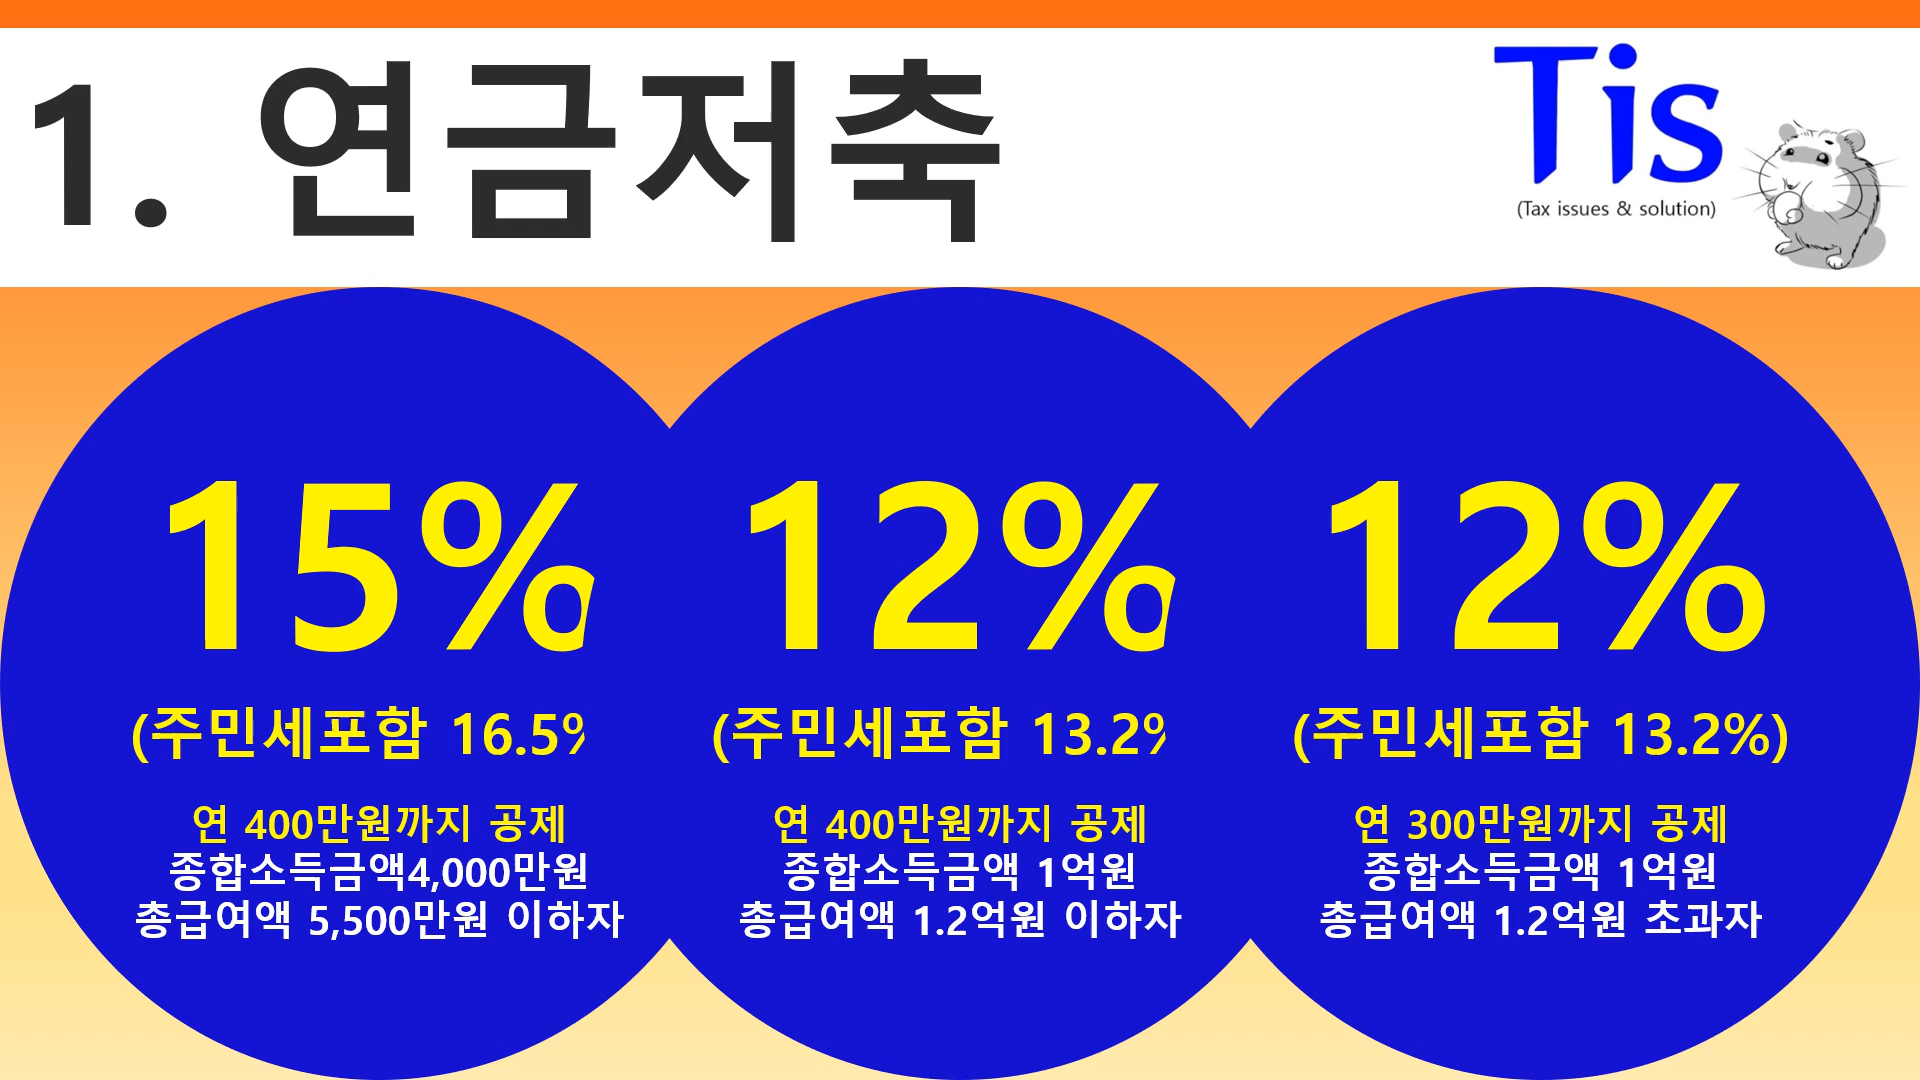 1. 연금저축
Tis
(Tax issues & solution)
15%
(주민세포함 16.5%
연 400만원까지 공제
종합소득금액4,000만원
총급여액 5,500만원 이하자
12%
(주민세포함 13.2%
연 400만원까지 공제
종합소득금액 1억원
총급여액 1.2억원 이하자
12%
(주민세포함 13.2%)
연 300만원까지 공제
종합소득금액 1억원
총급여액 1.2억원 초과자